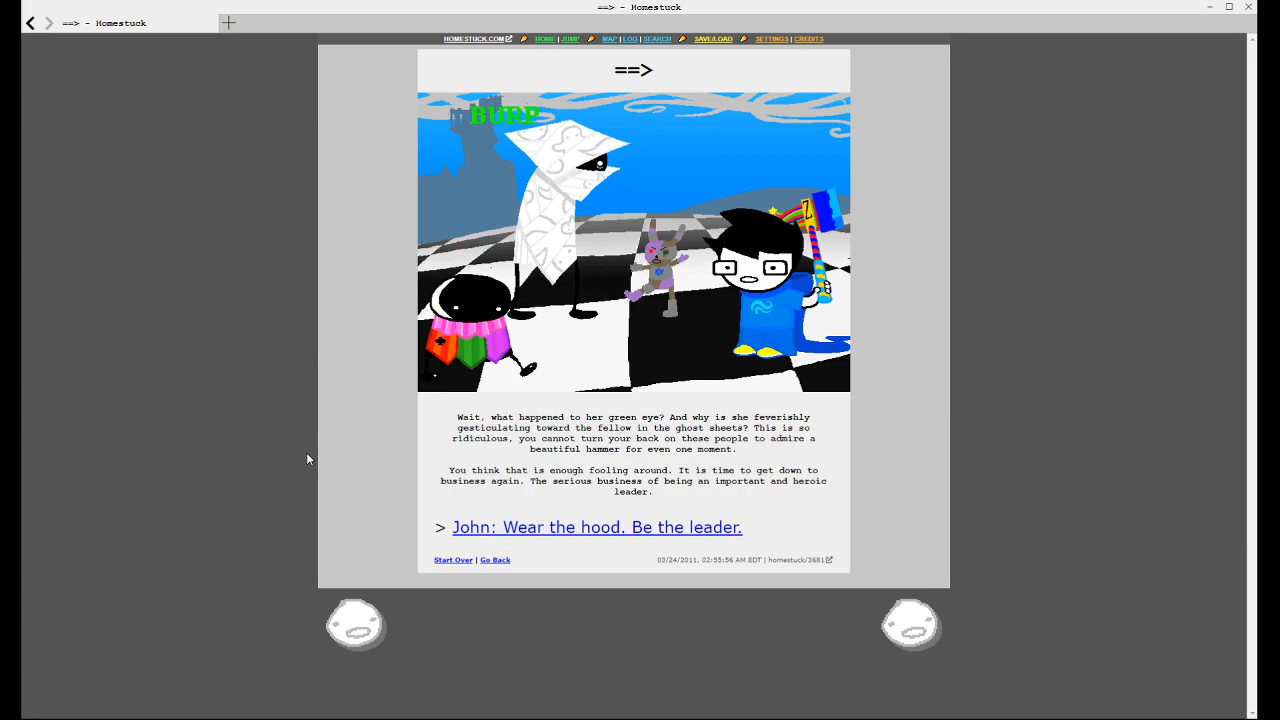 ==> - Homestuck
==> - Homestuck
HOMESTUCK.COM HOME | JUMP MAP | LOG | SEARCH SAVE/LOAD SETTINGS | CREDITS
==>
BURP
Z
Wait, what happened to her green eye? And why is she feverishly
gesticulating toward the fellow in the ghost sheets? This is so
ridiculous, you cannot turn your back on these people to admire a
beautiful hammer for even one moment.
You think that is enough fooling around. It is time to get down to
business again. The serious business of being an important and heroic
leader.
> John: Wear the hood. Be the leader.
Start Over | Go Back 03/24/2011, 02:55:56 AM EDT | homestuck/3681